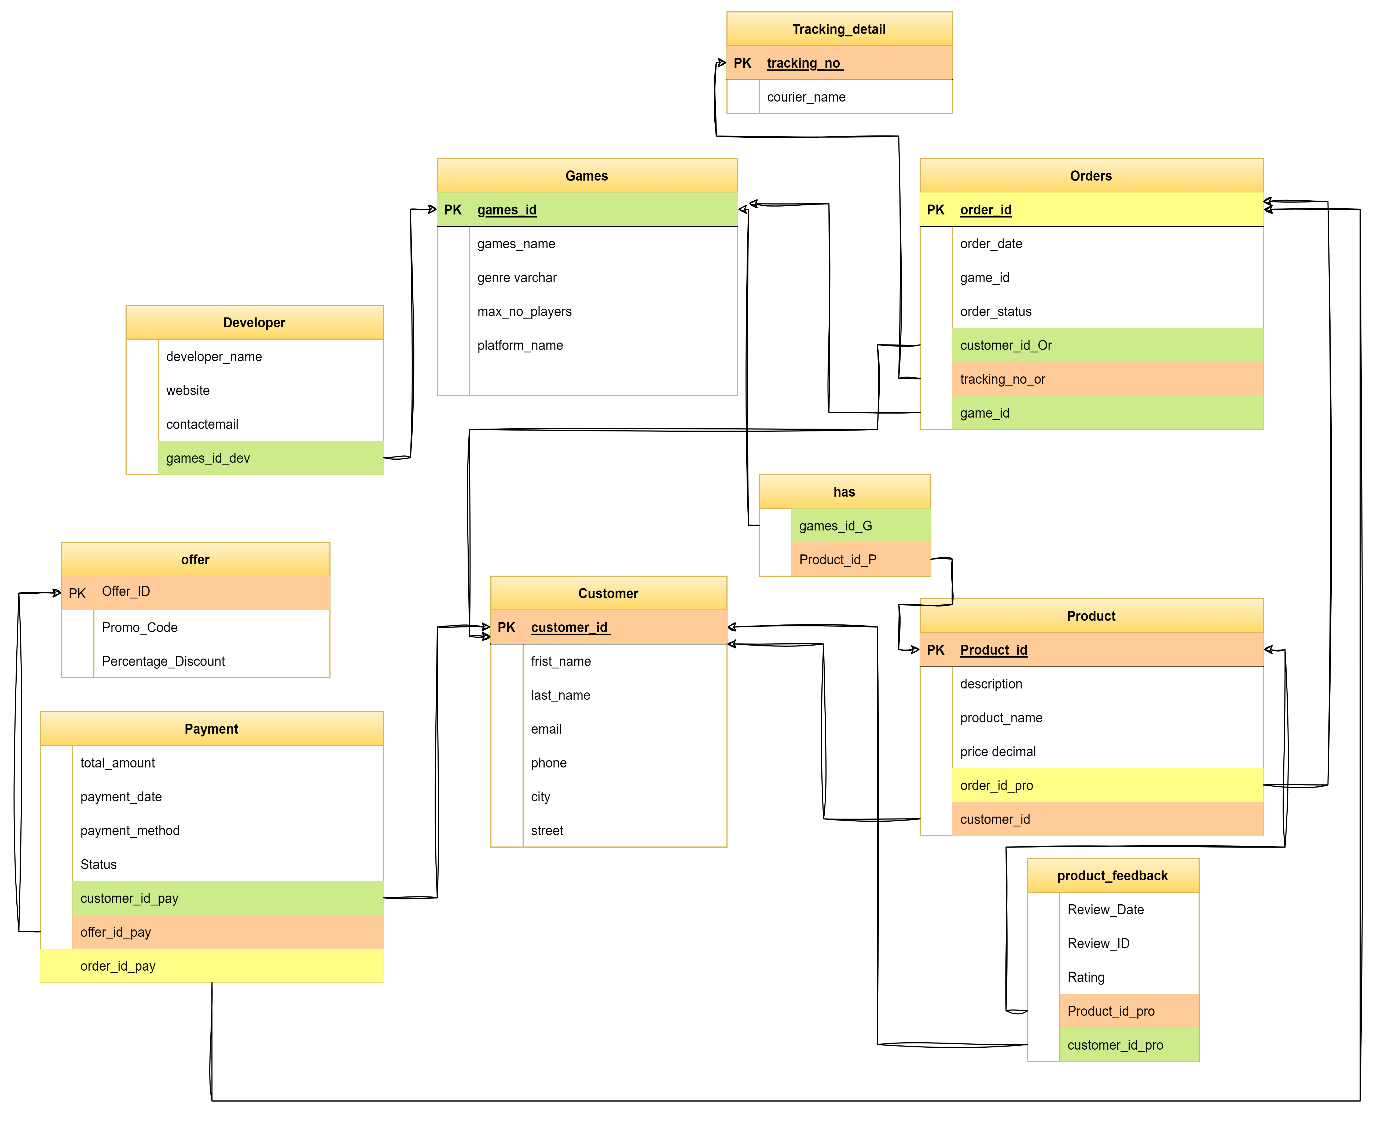 Tracking_detail
PK tracking_no
courier_name
Games
PK games_id
games_name
genre varchar
max_no_players
platform_name
Orders
PK order_id
order_date
game_id
order_status
customer_id_Or
tracking_no_or
game_id
Developer
developer_name
website
contactemail
games_id_dev
has
games_id_G
Product_id_P
offer
PK Offer_ID
Promo_Code
Percentage_Discount
Customer
PK customer_id
frist_name
last_name
email
phone
city
street
Product
PK Product_id
description
product_name
price decimal
order_id_pro
customer_id
Payment
total_amount
payment_date
payment_method
Status
customer_id_pay
offer_id_pay
order_id_pay
product_feedback
Review_Date
Review_ID
Rating
Product_id_pro
customer_id_pro